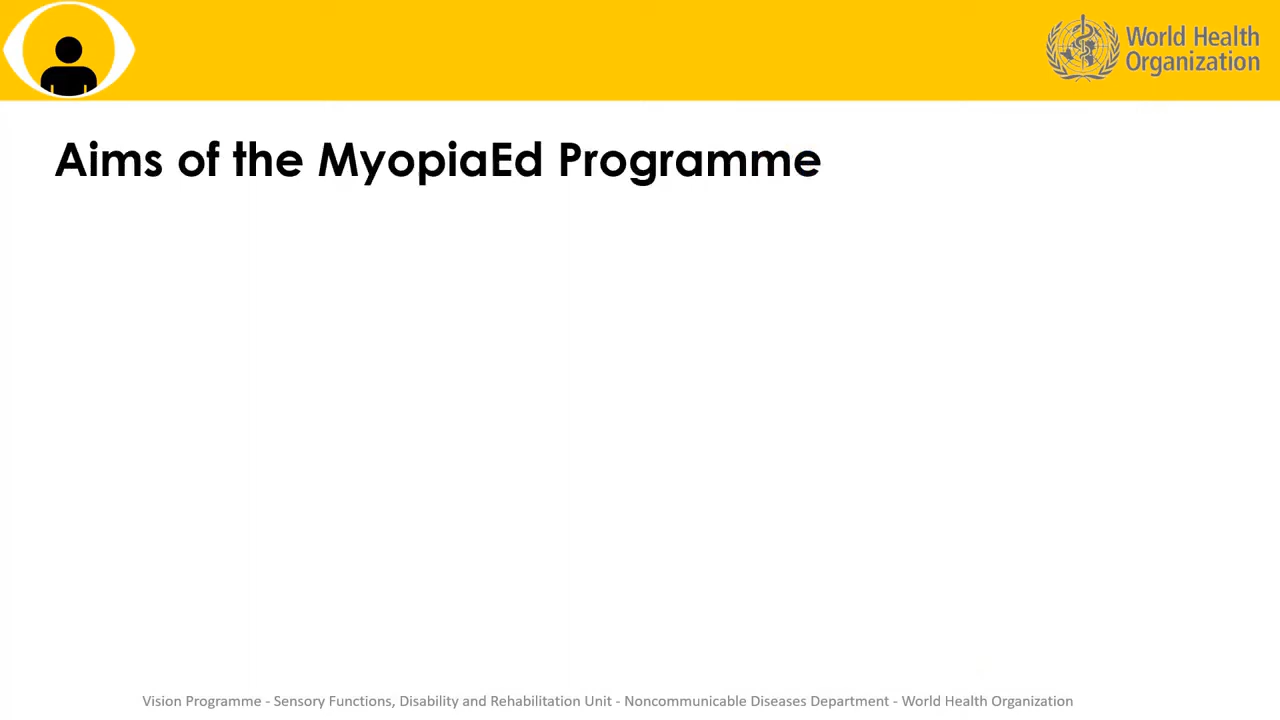 World Health
Organization
Aims of the MyopiaEd Programme
Vision Programme - Sensory Functions, Disability and Rehabilitation Unit - Noncommunicable Diseases Department - World Health Organization